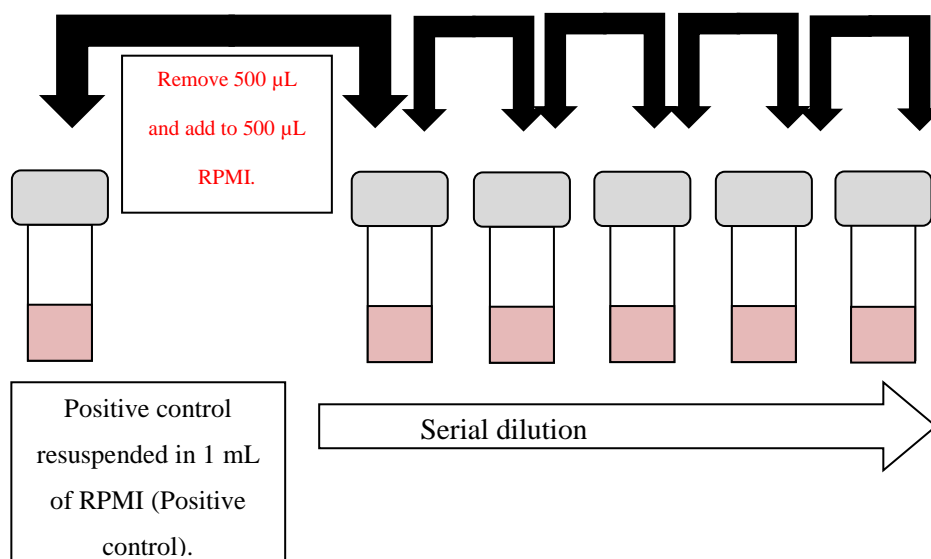 Remove 500 µL
and add to 500 µL
RPMI.
Positive control
resuspended in 1 mL
of RPMI (Positive
control).
Serial dilution